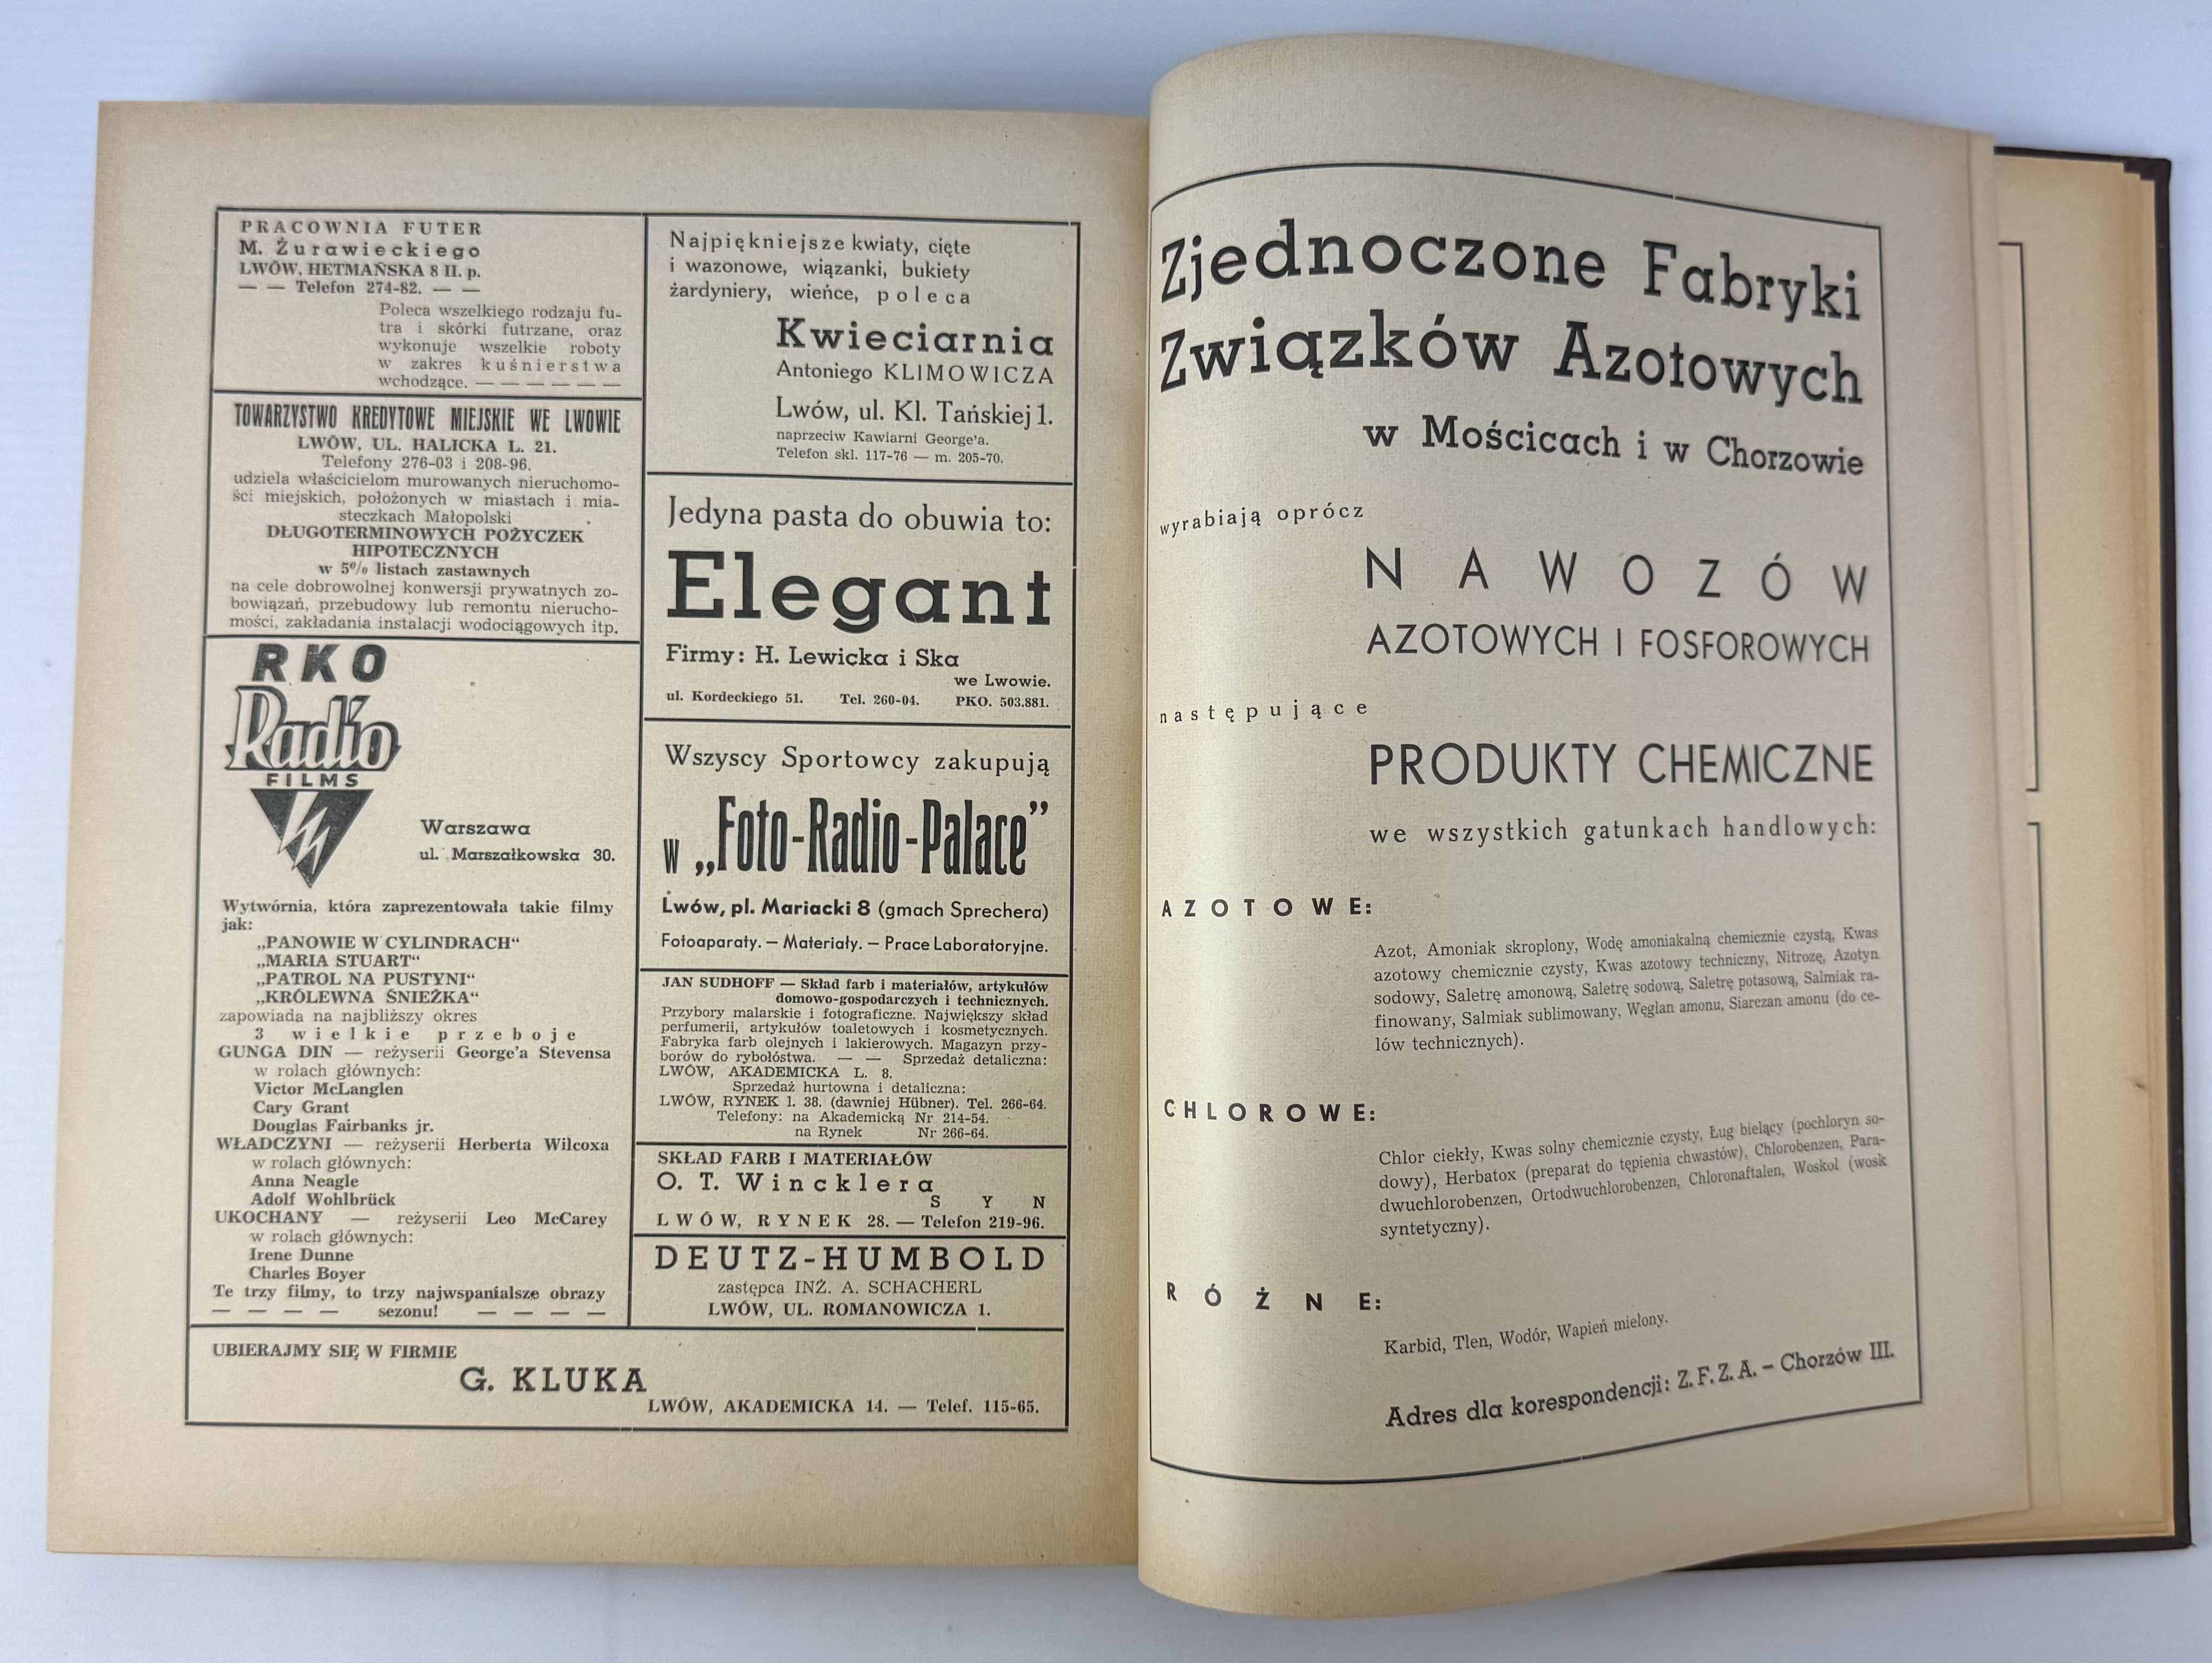 PRACOWNIA FUTER
M. Żurawieckiego
LWÓW, HETMAŃSKA 8 II. p.
— — Telefon 274-82. — —
Poleca wszelkiego rodzaju fu-
tra i skórki futrzane, oraz
wykonuje wszelkie roboty
w zakres kuśnierstwa
wchodzące. — — — — — —
TOWARZYSTWO KREDYTOWE MIEJSKIE WE LWOWIE
LWÓW, UL. HALICKA L. 21.
Telefony 276-03 i 208-96.
udziela właścicielom murowanych nieruchomo-
ści miejskich, położonych w miastach i mia-
steczkach Małopolski
DŁUGOTERMINOWYCH POŻYCZEK
HIPOTECZNYCH
w 5% listach zastawnych
na cele dobrowolnej konwersji prywatnych zo-
bowiązań, przebudowy lub remontu nierucho-
mości, zakładania instalacji wodociągowych itp.
RKO
Radio
FILMS
Warszawa
ul. Marszałkowska 30.
Wytwórnia, która zaprezentowała takie filmy
jak:
„PANOWIE W CYLINDRACH“
„MARIA STUART“
„PATROL NA PUSTYNI“
„KRÓLEWNA ŚNIEŻKA“
zapowiada na najbliższy okres
3 wielkie przeboje
GUNGA DIN — reżyserii George'a Stevensa
w rolach głównych:
Victor McLanglen
Cary Grant
Douglas Fairbanks jr.
WŁADCZYNI — reżyserii Herberta Wilcoxa
w rolach głównych:
Anna Neagle
Adolf Wohlbrück
UKOCHANY — reżyserii Leo McCarey
w rolach głównych:
Irene Dunne
Charles Boyer
Te trzy filmy, to trzy najwspanialsze obrazy
— — — — sezonu! — — — —
Najpiękniejsze kwiaty, cięte
i wazonowe, wiązanki, bukiety
żardyniery, wieńce, poleca
Kwieciarnia
Antoniego KLIMOWICZA
Lwów, ul. Kl. Tańskiej 1.
naprzeciw Kawiarni George'a.
Telefon skl. 117-76 — m. 205-70.
Jedyna pasta do obuwia to:
Elegant
Firmy: H. Lewicka i Ska
we Lwowie.
ul. Kordeckiego 51. Tel. 260-04. PKO. 503.881.
Wszyscy Sportowcy zakupują
w „Foto-Radio-Palace”
Lwów, pl. Mariacki 8 (gmach Sprechera)
Fotoaparaty. — Materiały. — Prace Laboratoryjne.
JAN SUDHOFF — Skład farb i materiałów, artykułów
domowo-gospodarczych i technicznych.
Przybory malarskie i fotograficzne. Największy skład
perfumerii, artykułów toaletowych i kosmetycznych.
Fabryka farb olejnych i lakierowych. Magazyn przy-
borów do rybołóstwa. — — Sprzedaż detaliczna:
LWÓW, AKADEMICKA L. 8.
Sprzedaż hurtowna i detaliczna:
LWÓW, RYNEK l. 38. (dawniej Hübner). Tel. 266-64.
Telefony: na Akademicką Nr 214-54.
na Rynek Nr 266-64.
SKŁAD FARB I MATERIAŁÓW
O. T. Wincklera
SYN
LWÓW, RYNEK 28. — Telefon 219-96.
DEUTZ-HUMBOLD
zastępca INŻ. A. SCHACHERL
LWÓW, UL. ROMANOWICZA 1.
UBIERAJMY SIĘ W FIRMIE
G. KLUKA
LWÓW, AKADEMICKA 14. — Telef. 115-65.
Zjednoczone Fabryki
Związków Azotowych
w Mościcach i w Chorzowie
wyrabiają oprócz
NAWOZÓW
AZOTOWYCH I FOSFOROWYCH
następujące
PRODUKTY CHEMICZNE
we wszystkich gatunkach handlowych:
AZOTOWE:
Azot, Amoniak skroplony, Wodę amoniakalną chemicznie czystą, Kwas
azotowy chemicznie czysty, Kwas azotowy techniczny, Nitrozę, Azotyn
sodowy, Saletrę amonową, Saletrę sodową, Saletrę potasową, Salmiak ra-
finowany, Salmiak sublimowany, Węglan amonu, Siarczan amonu (do ce-
lów technicznych).
CHLOROWE:
Chlor ciekły, Kwas solny chemicznie czysty, Ług bielący (pochloryn so-
dowy), Herbatox (preparat do tępienia chwastów), Chlorobenzen, Para-
dwuchlorobenzen, Ortodwuchlorobenzen, Chloronaftalen, Woskol (wosk
syntetyczny).
RÓŻNE:
Karbid, Tlen, Wodór, Wapień mielony.
Adres dla korespondencji: Z. F. Z. A. – Chorzów III.